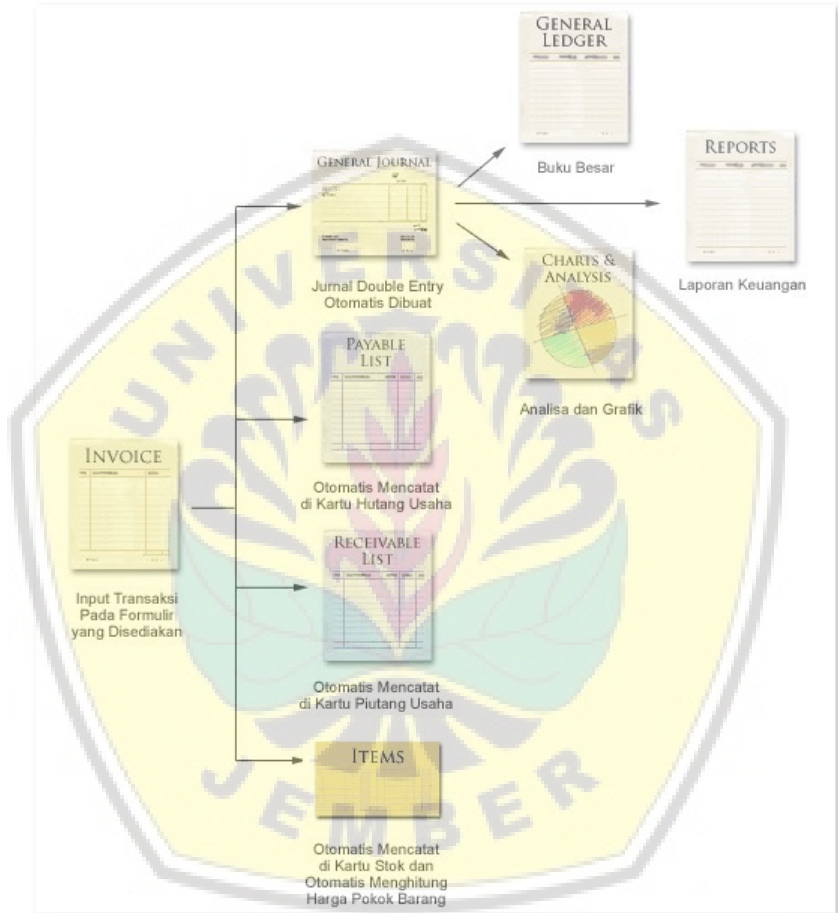 GENERAL
LEDGER
Buku Besar
REPORTS
Laporan Keuangan
GENERAL JOURNAL
Jurnal Double Entry
Otomatis Dibuat
CHARTS &
ANALYSIS
Analisa dan Grafik
PAYABLE
LIST
Otomatis Mencatat
di Kartu Hutang Usaha
INVOICE
Input Transaksi
Pada Formulir
yang Disediakan
RECEIVABLE
LIST
Otomatis Mencatat
di Kartu Piutang Usaha
ITEMS
Otomatis Mencatat
di Kartu Stok dan
Otomatis Menghitung
Harga Pokok Barang
UNIVERSITAS
JEMBER